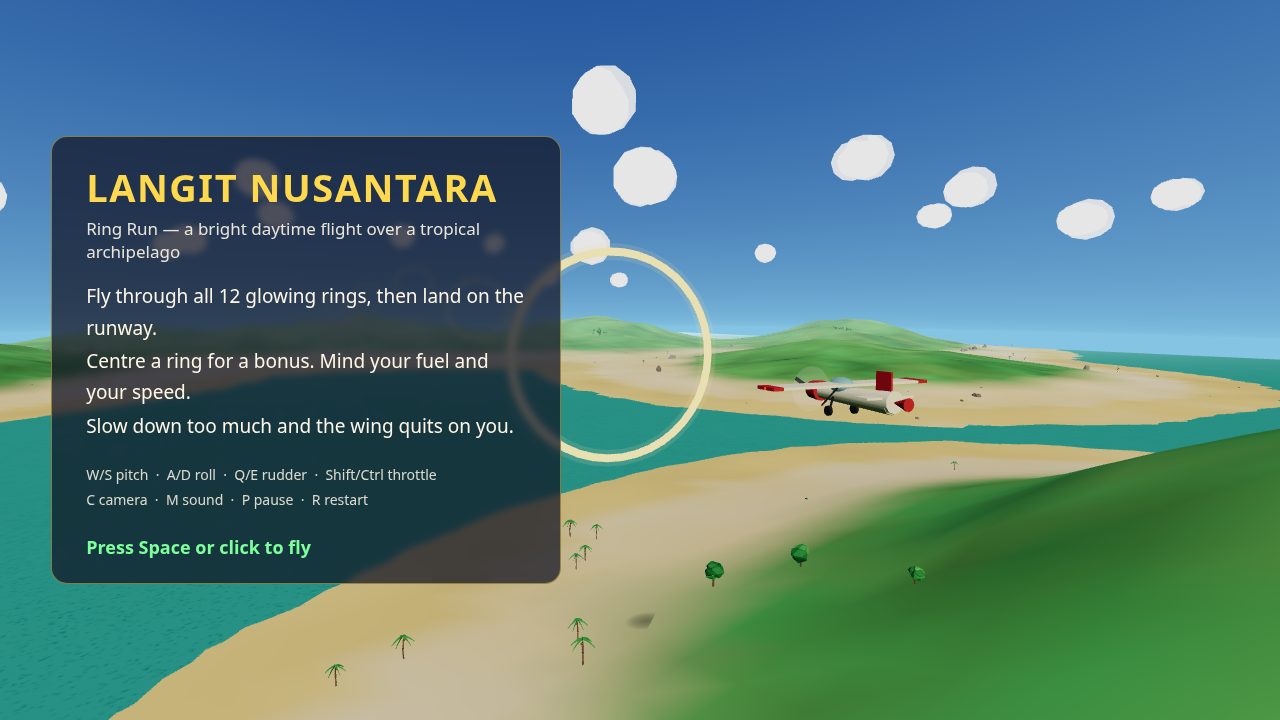 LANGIT NUSANTARA
Ring Run — a bright daytime flight over a tropical
archipelago
Fly through all 12 glowing rings, then land on the
runway.
Centre a ring for a bonus. Mind your fuel and
your speed.
Slow down too much and the wing quits on you.
W/S pitch · A/D roll · Q/E rudder · Shift/Ctrl throttle
C camera · M sound · P pause · R restart
Press Space or click to fly